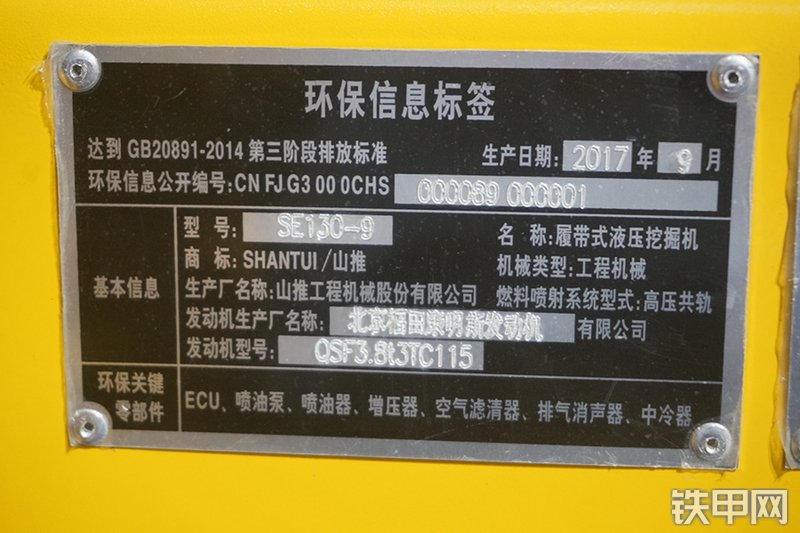 环保信息标签
达到 GB20891-2014 第三阶段排放标准 生产日期: 2017 年 9 月
环保信息公开编号:CN FJ G3 00 0CHS 000089 000001
型 号: SE130-9 名 称:履带式液压挖掘机
商 标:SHANTUI/山推 机械类型:工程机械
基本信息
生产厂名称:山推工程机械股份有限公司 燃料喷射系统型式:高压共轨
发动机生产厂名称: 北京福田康明斯发动机 有限公司
发动机型号: QSF3.8t3TC115
环保关键
零部件
ECU、喷油泵、喷油器、增压器、空气滤清器、排气消声器、中冷器
铁甲网